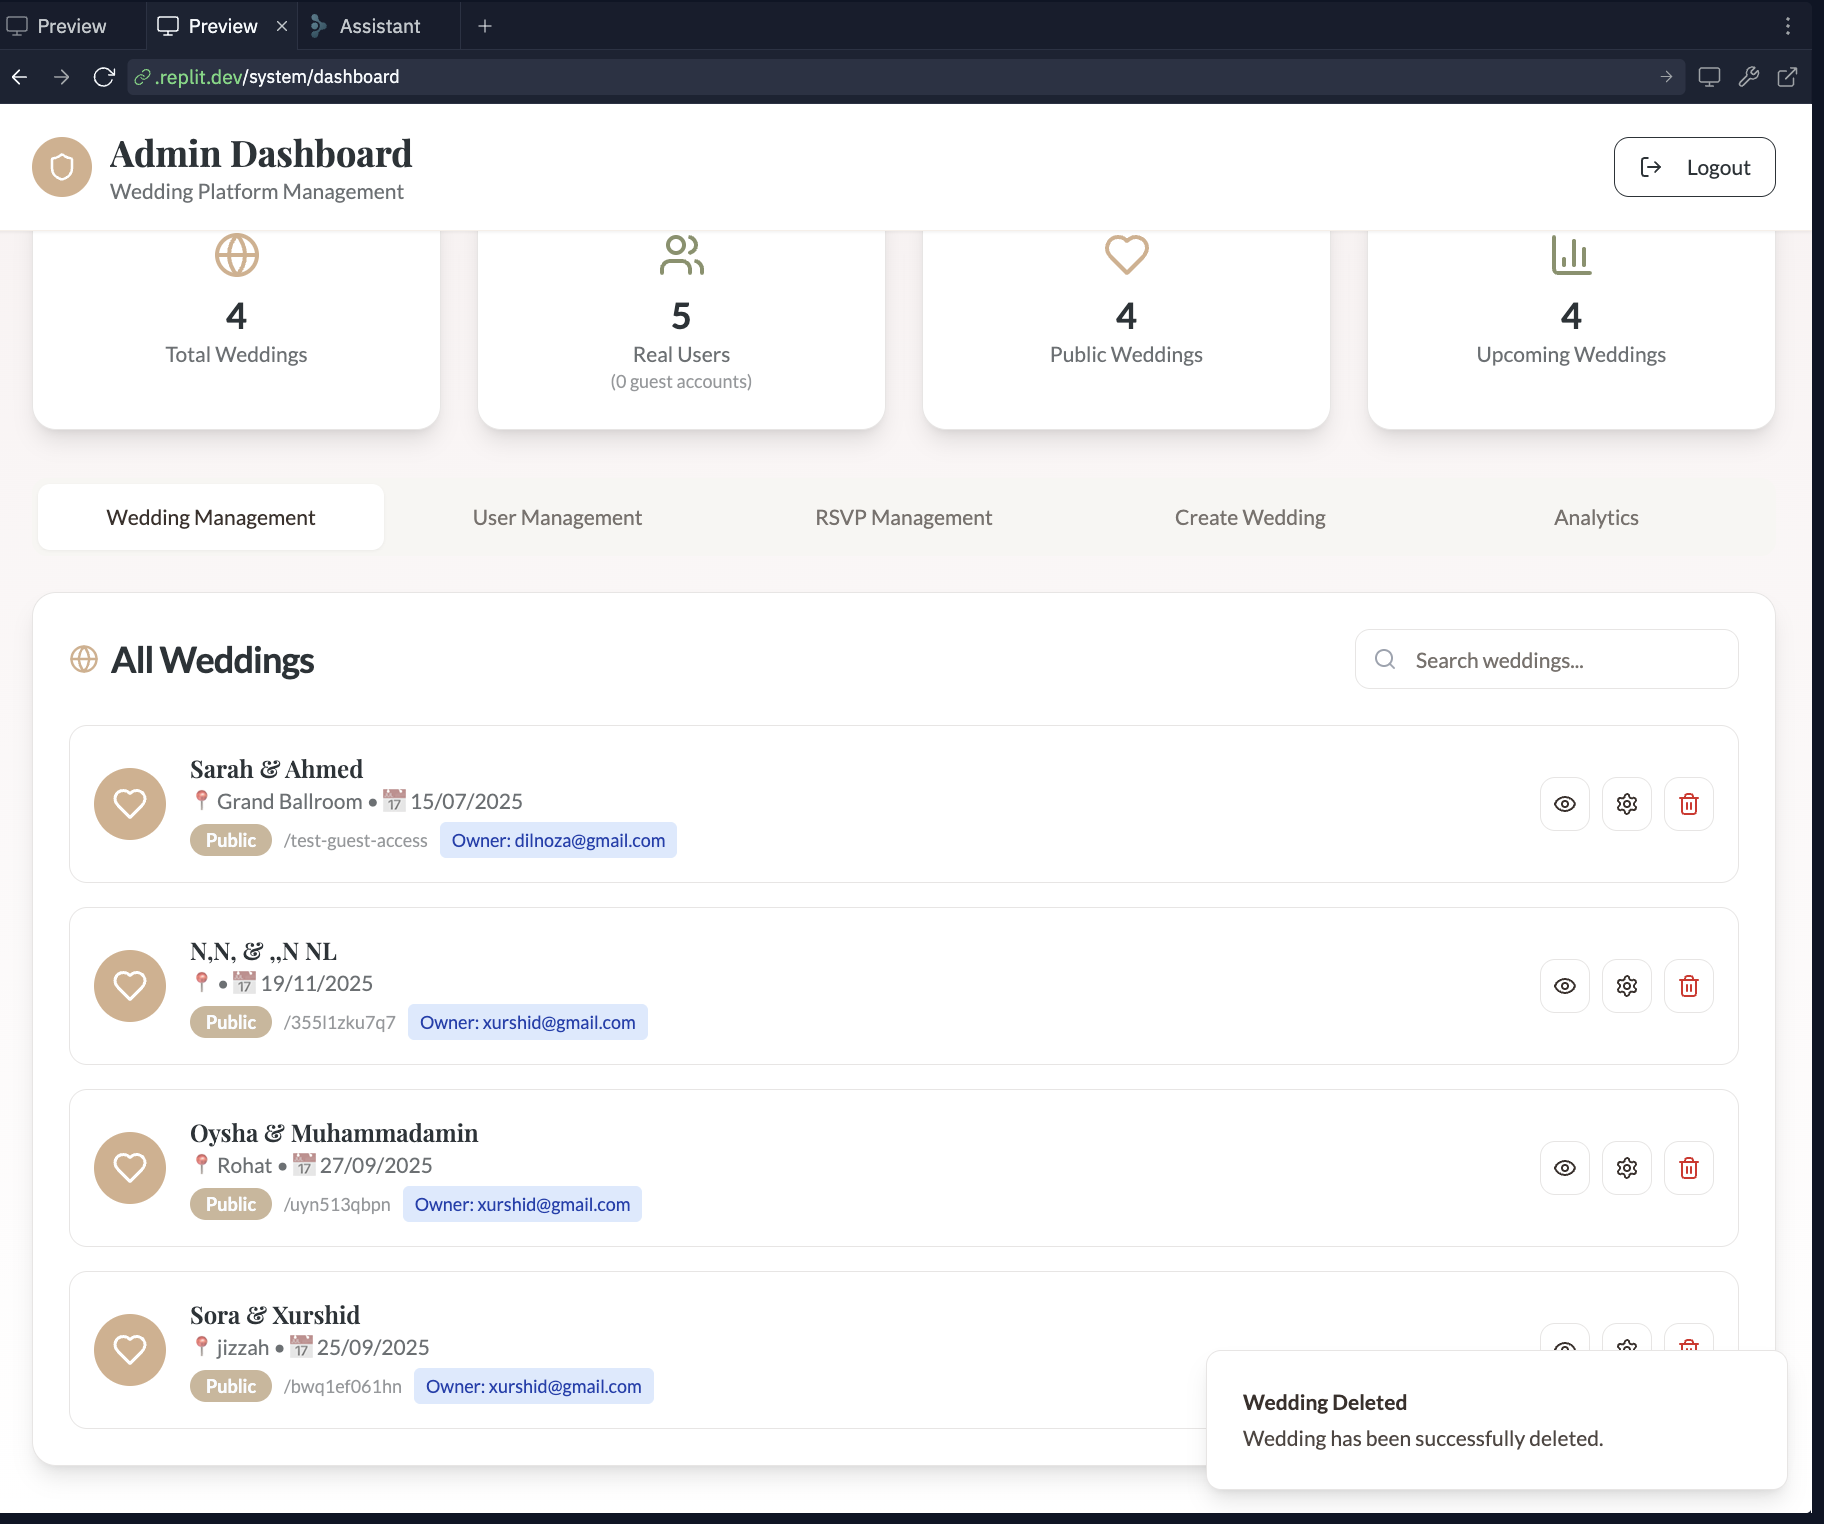 Preview
Preview
Assistant
.replit.dev/system/dashboard
Admin Dashboard
Wedding Platform Management
Logout
4
Total Weddings
5
Real Users
(0 guest accounts)
4
Public Weddings
4
Upcoming Weddings
Wedding Management
User Management
RSVP Management
Create Wedding
Analytics
All Weddings
Search weddings...
Sarah & Ahmed
📍 Grand Ballroom • 📅 15/07/2025
Public /test-guest-access Owner: dilnoza@gmail.com
N,N, & ,,N NL
📍 • 📅 19/11/2025
Public /355l1zku7q7 Owner: xurshid@gmail.com
Oysha & Muhammadamin
📍 Rohat • 📅 27/09/2025
Public /uyn513qbpn Owner: xurshid@gmail.com
Sora & Xurshid
📍 jizzah • 📅 25/09/2025
Public /bwq1ef061hn Owner: xurshid@gmail.com
Wedding Deleted
Wedding has been successfully deleted.